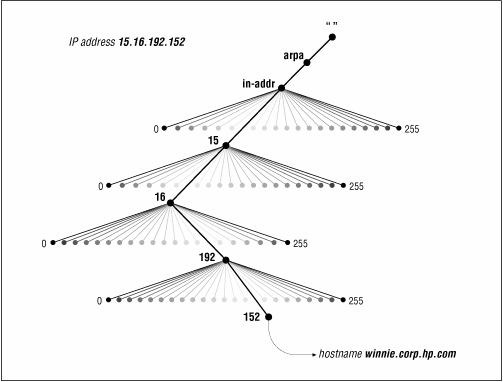 “ ”
IP address 15.16.192.152
arpa
in-addr
0 255
15
0 255
16
0 255
192
0 255
152
hostname winnie.corp.hp.com